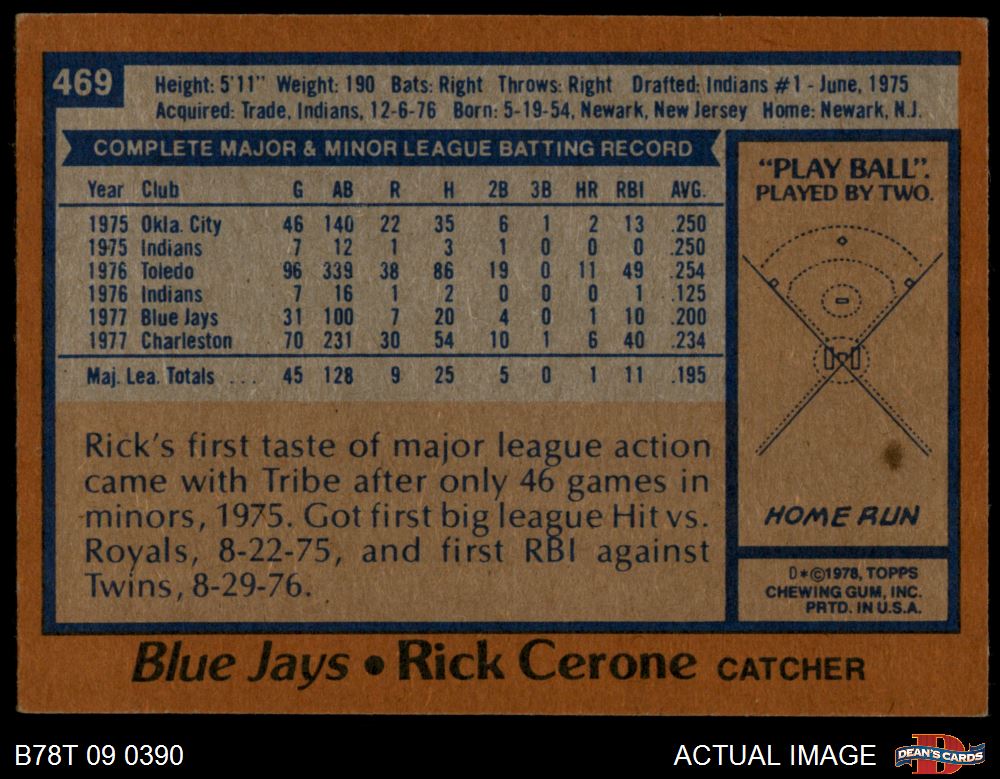 469
Height: 5'11" Weight: 190 Bats: Right Throws: Right Drafted: Indians #1 - June, 1975
Acquired: Trade, Indians, 12-6-76 Born: 5-19-54, Newark, New Jersey Home: Newark, N.J.
COMPLETE MAJOR & MINOR LEAGUE BATTING RECORD
Year Club G AB R H 2B 3B HR RBI AVG.
1975 Okla. City 46 140 22 35 6 1 2 13 .250
1975 Indians 7 12 1 3 1 0 0 0 .250
1976 Toledo 96 339 38 86 19 0 11 49 .254
1976 Indians 7 16 1 2 0 0 0 1 .125
1977 Blue Jays 31 100 7 20 4 0 1 10 .200
1977 Charleston 70 231 30 54 10 1 6 40 .234
Maj. Lea. Totals ... 45 128 9 25 5 0 1 11 .195
Rick's first taste of major league action
came with Tribe after only 46 games in
minors, 1975. Got first big league Hit vs.
Royals, 8-22-75, and first RBI against
Twins, 8-29-76.
"PLAY BALL".
PLAYED BY TWO.
HOME RUN
D*©1978, TOPPS
CHEWING GUM, INC.
PRTD. IN U.S.A.
Blue Jays • Rick Cerone CATCHER
B78T 09 0390
ACTUAL IMAGE
DEAN'S CARDS